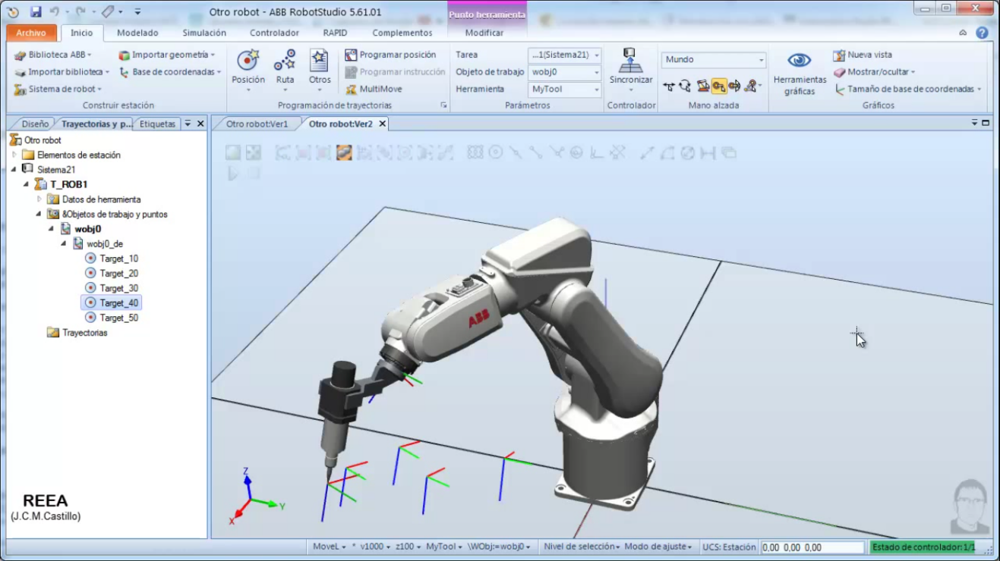 Otro robot - ABB RobotStudio 5.61.01
Punto herramienta
Archivo Inicio Modelado Simulación Controlador RAPID Complementos Modificar
Biblioteca ABB
Importar biblioteca
Sistema de robot
Importar geometría
Base de coordenadas
Construir estación
Posición Ruta Otros
Programar posición
Programar instrucción
MultiMove
Programación de trayectorias
Tarea ...1(Sistema21)
Objeto de trabajo wobj0
Herramienta MyTool
Parámetros
Sincronizar
Controlador
Mundo
Mano alzada
Herramientas
gráficas
Nueva vista
Mostrar/ocultar
Tamaño de base de coordenadas
Gráficos
Diseño Trayectorias y p... Etiquetas
Otro robot:Ver1 Otro robot:Ver2
Otro robot
Elementos de estación
Sistema21
T_ROB1
Datos de herramienta
&Objetos de trabajo y puntos
wobj0
wobj0_de
Target_10
Target_20
Target_30
Target_40
Target_50
Trayectorias
ABB
Z
Y
X
REEA
(J.C.M.Castillo)
MoveL * v1000 z100 MyTool \WObj:=wobj0 Nivel de selección Modo de ajuste UCS: Estación 0,00 0,00 0,00 Estado de controlador: 1/1